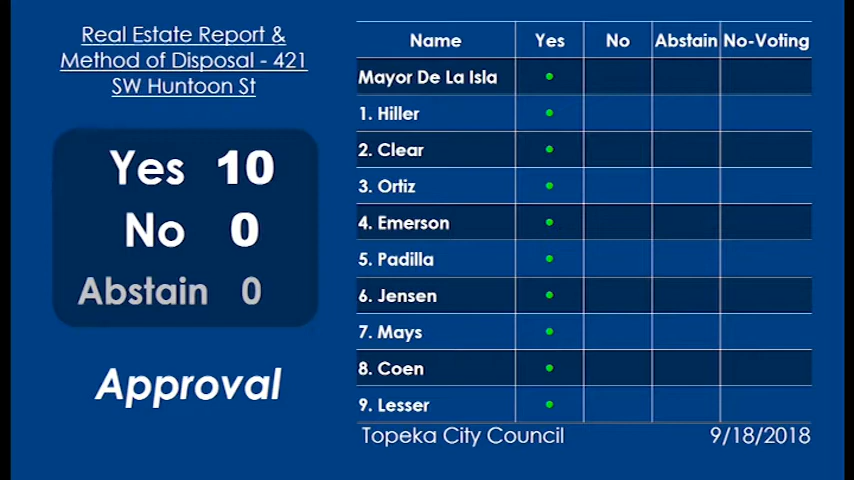 Real Estate Report &
Method of Disposal - 421
SW Huntoon St
Yes 10
No 0
Abstain 0
Approval
Name Yes No Abstain No-Voting
Mayor De La Isla
1. Hiller
2. Clear
3. Ortiz
4. Emerson
5. Padilla
6. Jensen
7. Mays
8. Coen
9. Lesser
Topeka City Council 9/18/2018